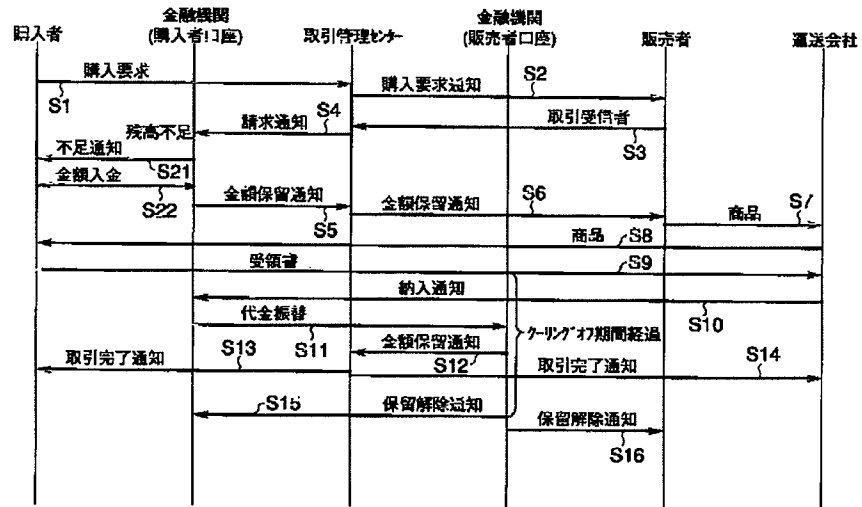 購入者
金融機関
(購入者口座)
取引管理センター
金融機関
(販売者口座)
販売者
運送会社
購入要求
S1
購入要求通知
S2
請求通知
S4
取引受信者
S3
残高不足
不足通知
S21
金額入金
S22
金額保留通知
S5
金額保留通知
S6
商品
S7
商品
S8
受領書
S9
納入通知
S10
代金振替
S11
クーリングオフ期間経過
金額保留通知
S12
取引完了通知
S13
取引完了通知
S14
保留解除通知
S15
保留解除通知
S16